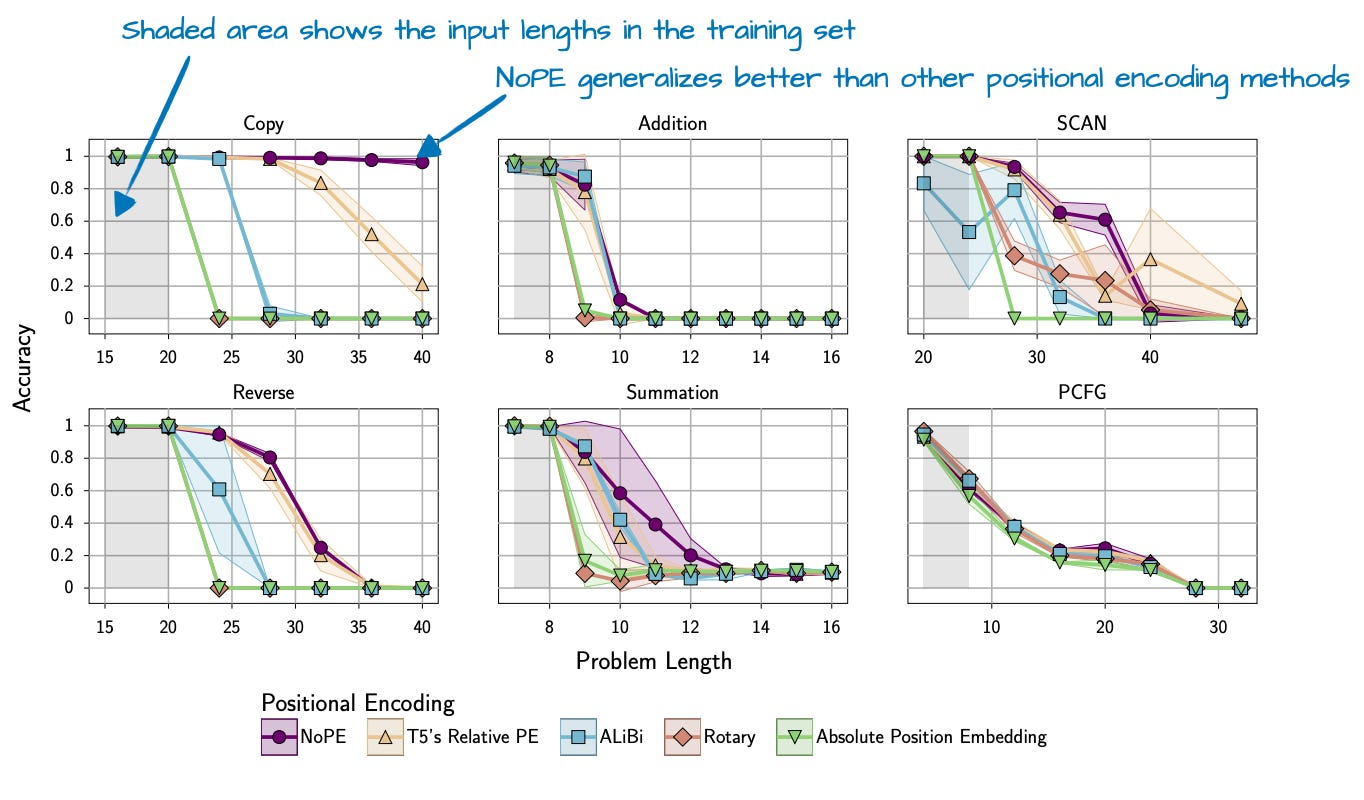 Shaded area shows the input lengths in the training set
NoPE generalizes better than other positional encoding methods
Copy
Addition
SCAN
1
0.8
0.6
0.4
0.2
0
15 20 25 30 35 40
8 10 12 14 16
20 30 40
Accuracy
Reverse
Summation
PCFG
1
0.8
0.6
0.4
0.2
0
15 20 25 30 35 40
8 10 12 14 16
10 20 30
Problem Length
Positional Encoding
NoPE T5's Relative PE ALiBi Rotary Absolute Position Embedding